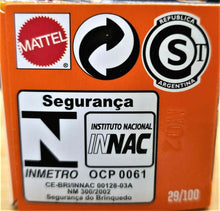 MATTEL
REPUBLICA
S T
ARGENTINA
Segurança
INSTITUTO NACIONAL
INNAC
INMETRO OCP 0061
CE-BRI/INNAC 00128-03A
NM 300/2002
Segurança do Brinquedo
29/100